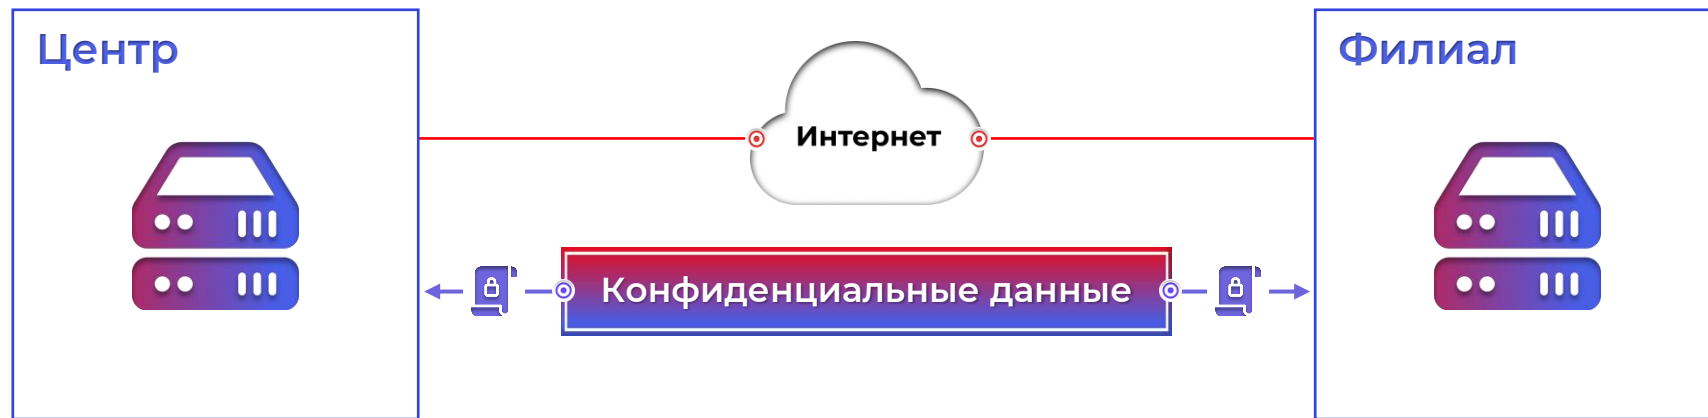 Центр
Филиал
Интернет
Конфиденциальные данные